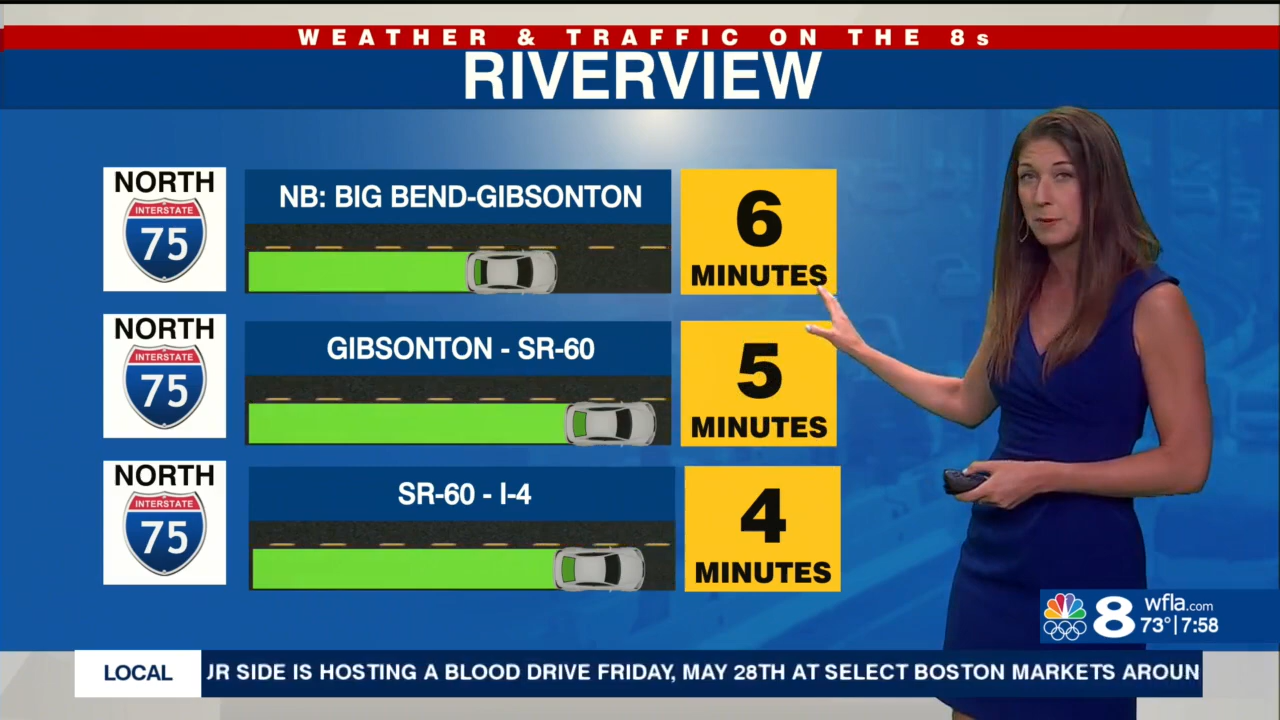 WEATHER & TRAFFIC ON THE 8s
RIVERVIEW
NORTH
INTERSTATE
75
NB: BIG BEND-GIBSONTON
6
MINUTES
NORTH
INTERSTATE
75
GIBSONTON - SR-60
5
MINUTES
NORTH
INTERSTATE
75
SR-60 - I-4
4
MINUTES
8
wfla.com
73° | 7:58
LOCAL
JR SIDE IS HOSTING A BLOOD DRIVE FRIDAY, MAY 28TH AT SELECT BOSTON MARKETS AROUN